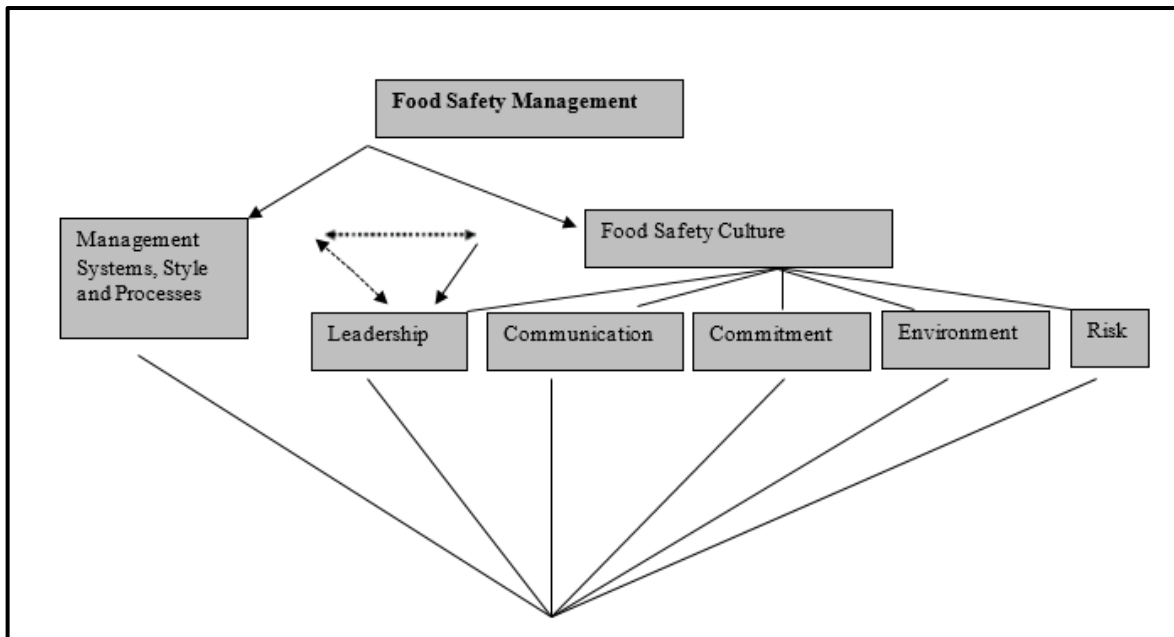 Food Safety Management
Management
Systems, Style
and Processes
Food Safety Culture
Leadership
Communication
Commitment
Environment
Risk